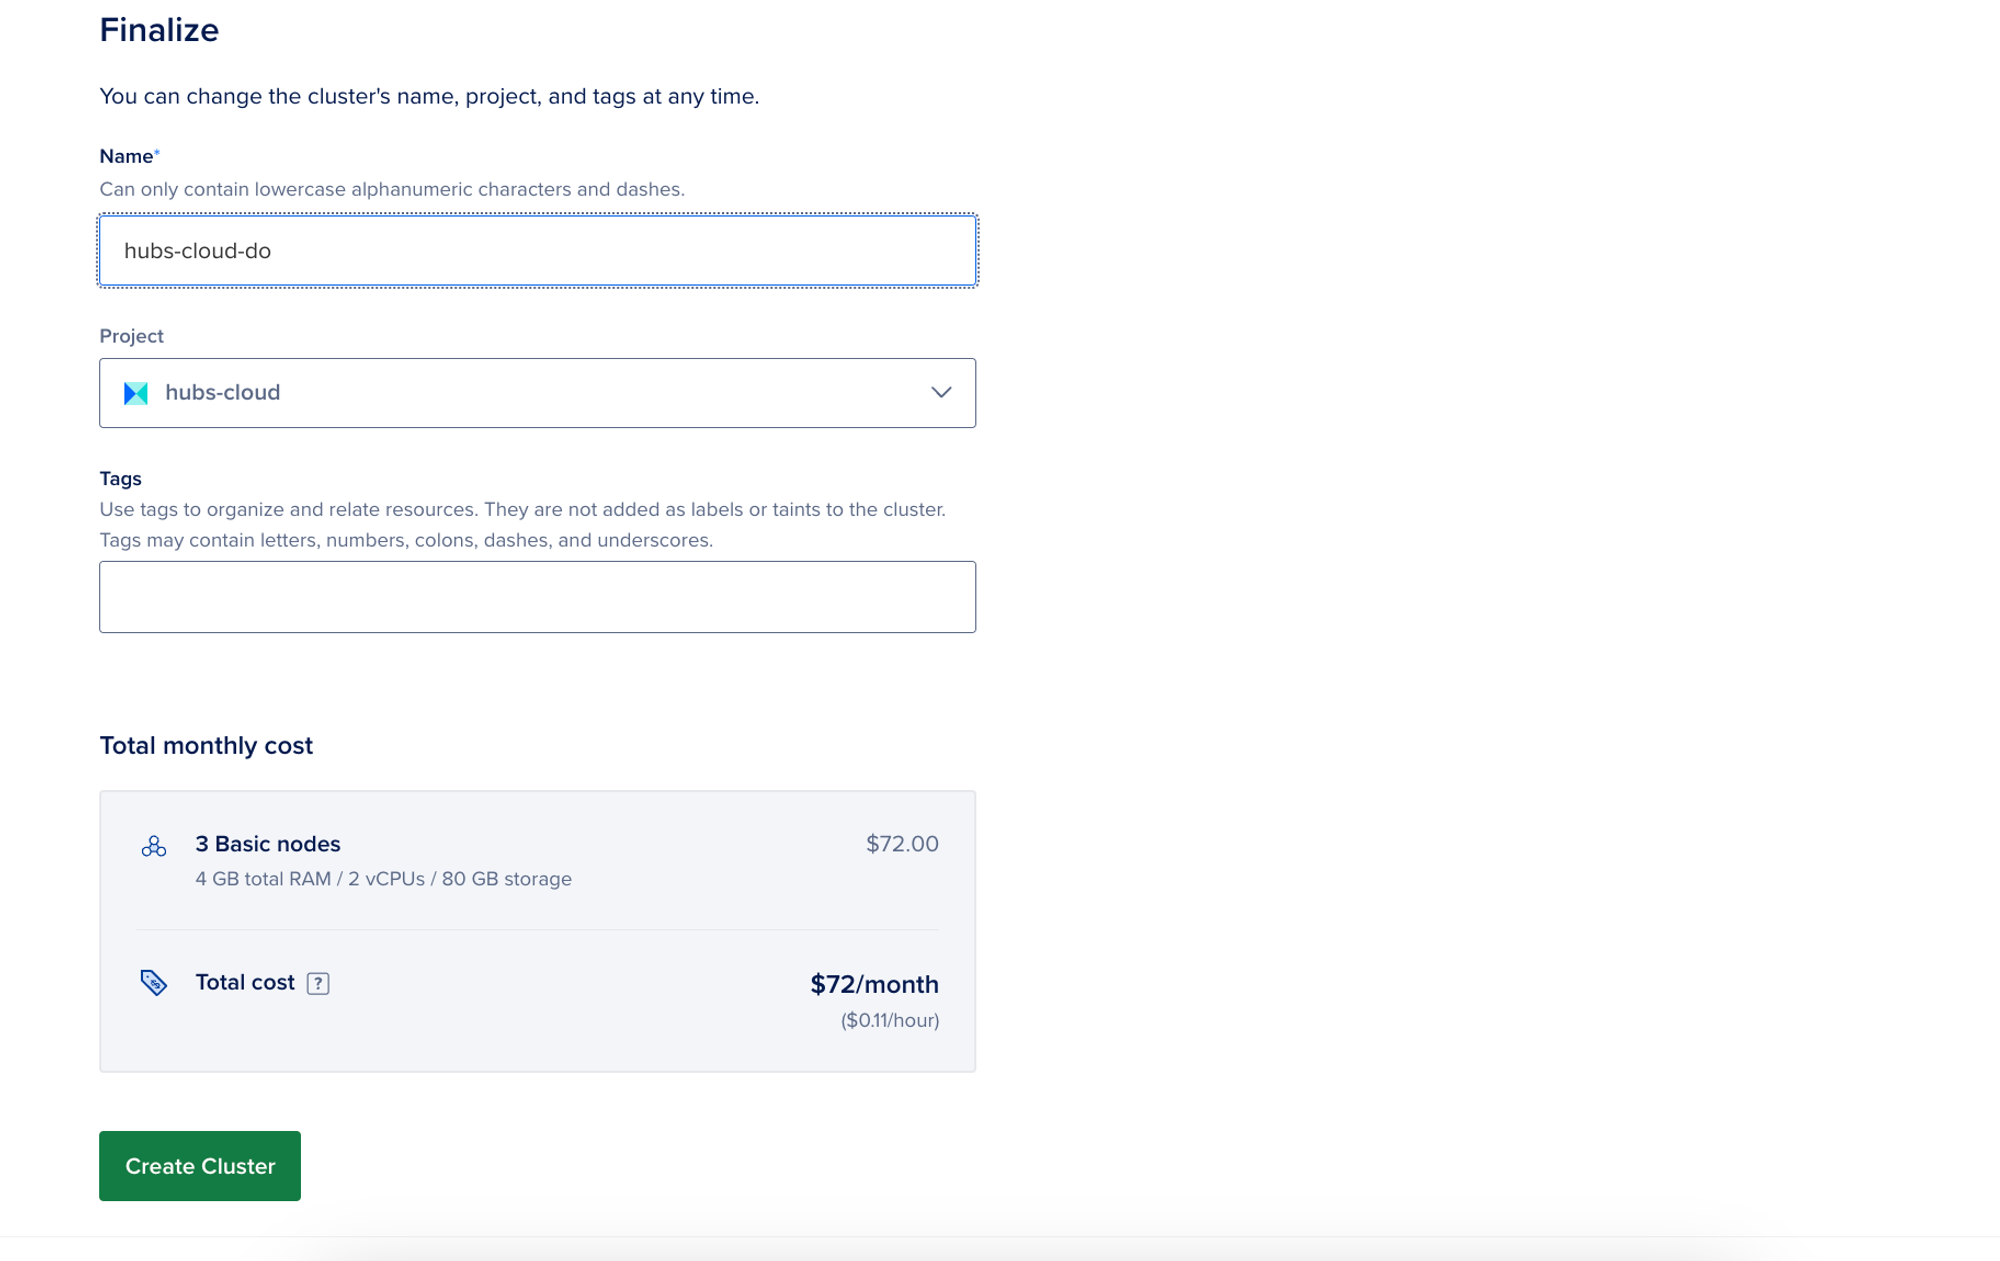 Finalize
You can change the cluster's name, project, and tags at any time.
Name*
Can only contain lowercase alphanumeric characters and dashes.
hubs-cloud-do
Project
hubs-cloud
Tags
Use tags to organize and relate resources. They are not added as labels or taints to the cluster.
Tags may contain letters, numbers, colons, dashes, and underscores.
Total monthly cost
3 Basic nodes $72.00
4 GB total RAM / 2 vCPUs / 80 GB storage
Total cost ? $72/month
($0.11/hour)
Create Cluster